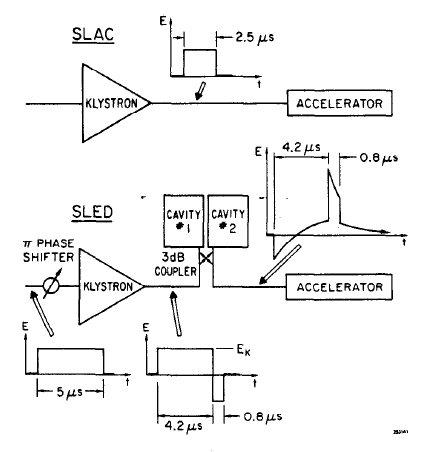 SLAC
E
2.5 μs
t
KLYSTRON
ACCELERATOR
SLED
CAVITY
# 1
CAVITY
# 2
E
4.2 μs
0.8 μs
t
π PHASE
SHIFTER
3dB
COUPLER
KLYSTRON
ACCELERATOR
E
5 μs
t
E
E_K
4.2 μs
0.8 μs
t